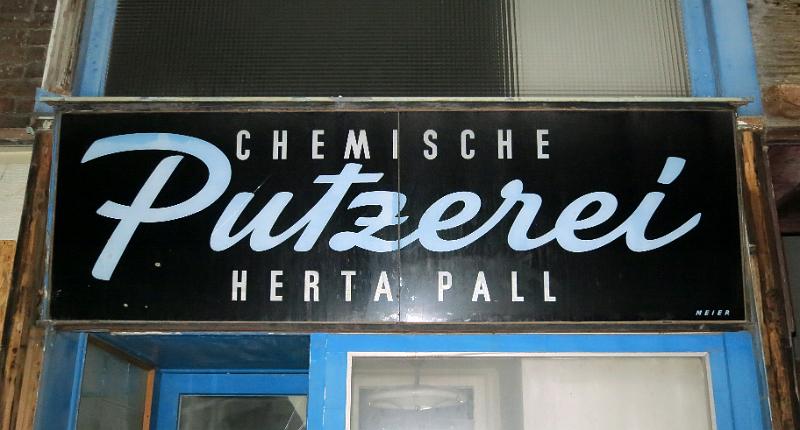 CHEMISCHE
Putzerei
HERTA PALL
MEIER